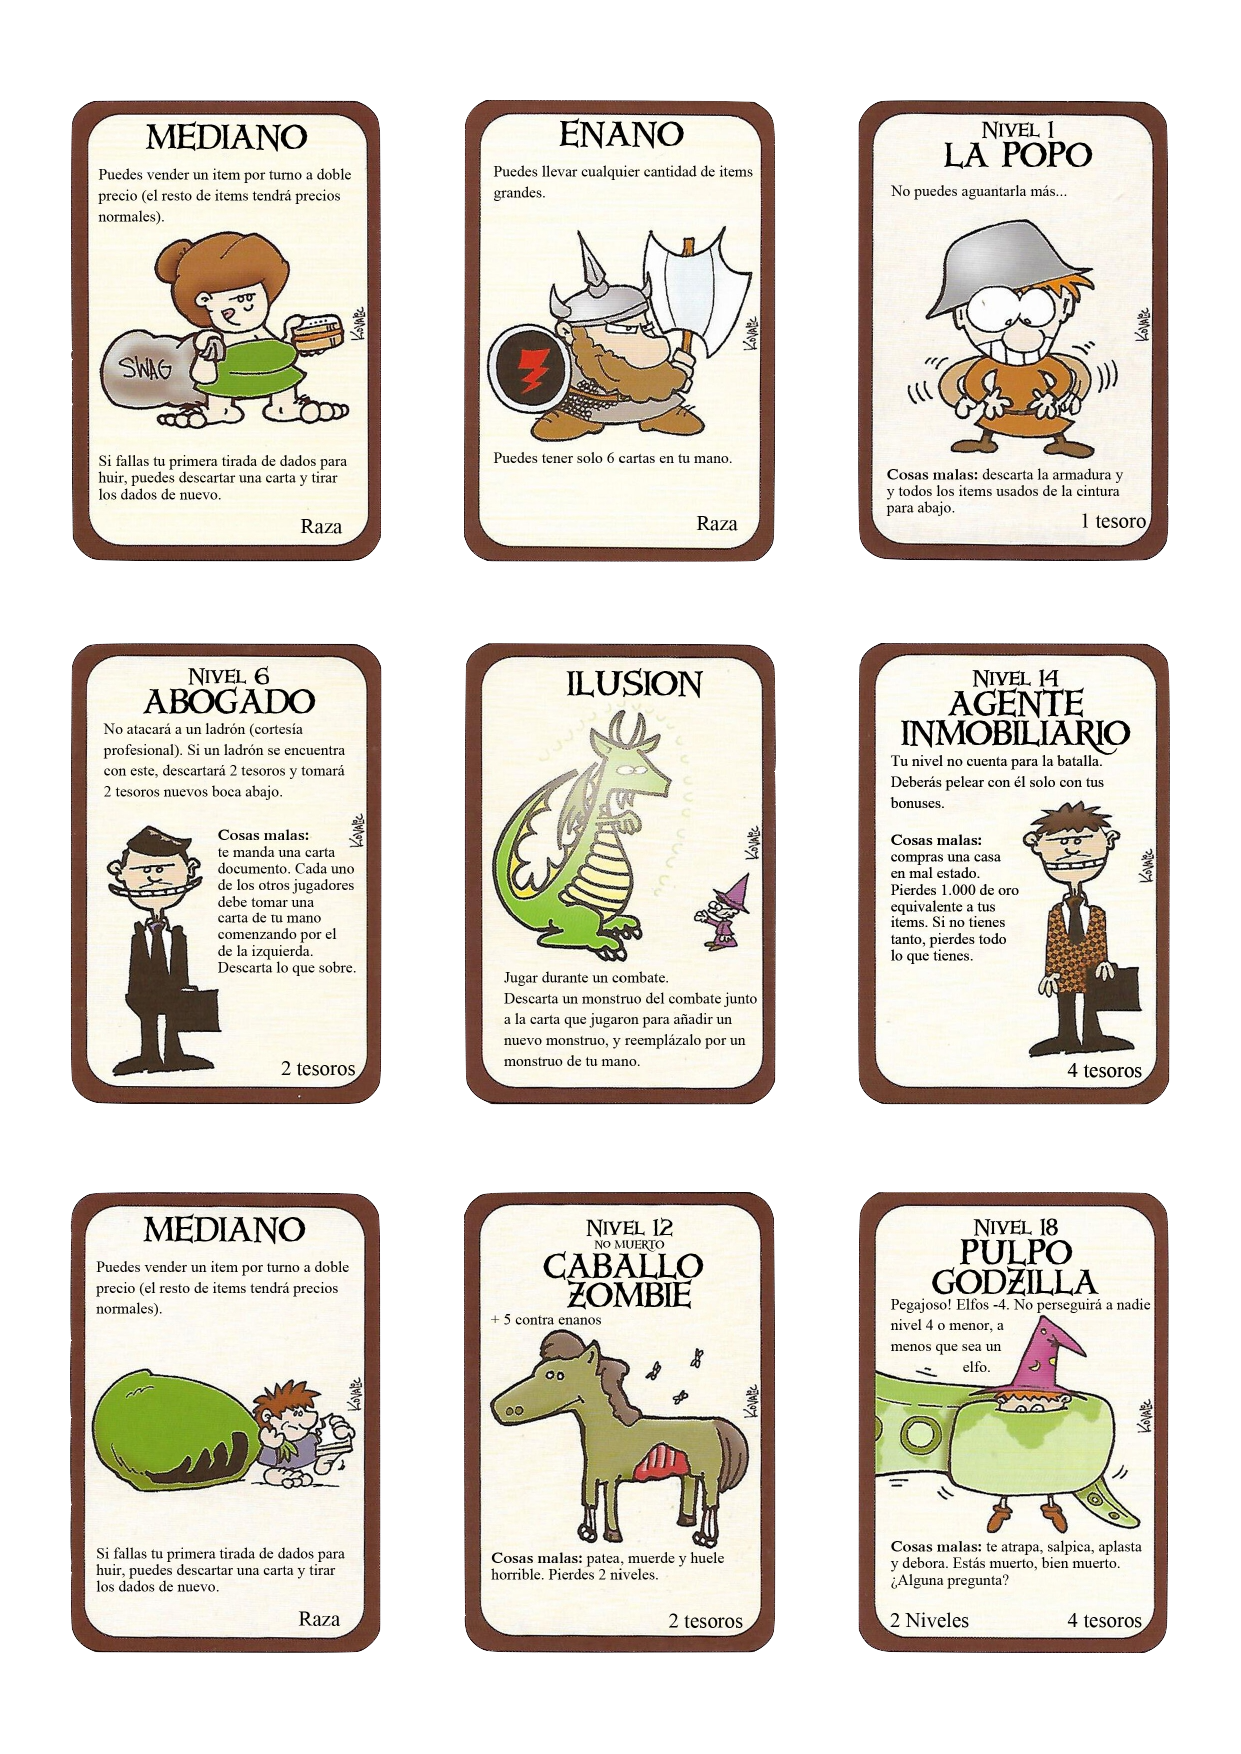 MEDIANO
Puedes vender un item por turno a doble
precio (el resto de items tendrá precios
normales).
SWAG
KOVALIC
Si fallas tu primera tirada de dados para
huir, puedes descartar una carta y tirar
los dados de nuevo.
Raza
ENANO
Puedes llevar cualquier cantidad de items
grandes.
KOVALIC
Puedes tener solo 6 cartas en tu mano.
Raza
NIVEL 1
LA POPO
No puedes aguantarla más...
KOVALIC
Cosas malas: descarta la armadura y
y todos los items usados de la cintura
para abajo.
1 tesoro
NIVEL 6
ABOGADO
No atacará a un ladrón (cortesía
profesional). Si un ladrón se encuentra
con este, descartará 2 tesoros y tomará
2 tesoros nuevos boca abajo.
KOVALIC
Cosas malas:
te manda una carta
documento. Cada uno
de los otros jugadores
debe tomar una
carta de tu mano
comenzando por el
de la izquierda.
Descarta lo que sobre.
2 tesoros
ILUSION
KOVALIC
Jugar durante un combate.
Descarta un monstruo del combate junto
a la carta que jugaron para añadir un
nuevo monstruo, y reemplázalo por un
monstruo de tu mano.
NIVEL 14
AGENTE
INMOBILIARIO
Tu nivel no cuenta para la batalla.
Deberás pelear con él solo con tus
bonuses.
KOVALIC
Cosas malas:
compras una casa
en mal estado.
Pierdes 1.000 de oro
equivalente a tus
items. Si no tienes
tanto, pierdes todo
lo que tienes.
4 tesoros
MEDIANO
Puedes vender un item por turno a doble
precio (el resto de items tendrá precios
normales).
KOVALIC
Si fallas tu primera tirada de dados para
huir, puedes descartar una carta y tirar
los dados de nuevo.
Raza
NIVEL 12
NO MUERTO
CABALLO
ZOMBIE
+ 5 contra enanos
KOVALIC
Cosas malas: patea, muerde y huele
horrible. Pierdes 2 niveles.
2 tesoros
NIVEL 18
PULPO
GODZILLA
Pegajoso! Elfos -4. No perseguirá a nadie
nivel 4 o menor, a
menos que sea un
elfo.
KOVALIC
Cosas malas: te atrapa, salpica, aplasta
y debora. Estás muerto, bien muerto.
¿Alguna pregunta?
2 Niveles
4 tesoros